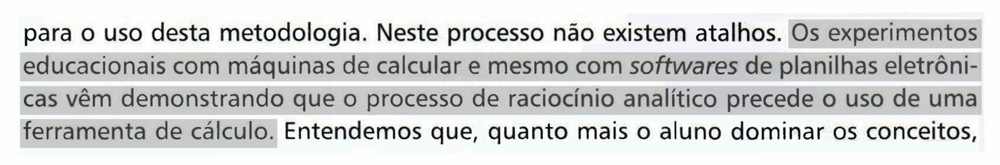 para o uso desta metodologia. Neste processo não existem atalhos. Os experimentos
educacionais com máquinas de calcular e mesmo com softwares de planilhas eletrôni-
cas vêm demonstrando que o processo de raciocínio analítico precede o uso de uma
ferramenta de cálculo. Entendemos que, quanto mais o aluno dominar os conceitos,